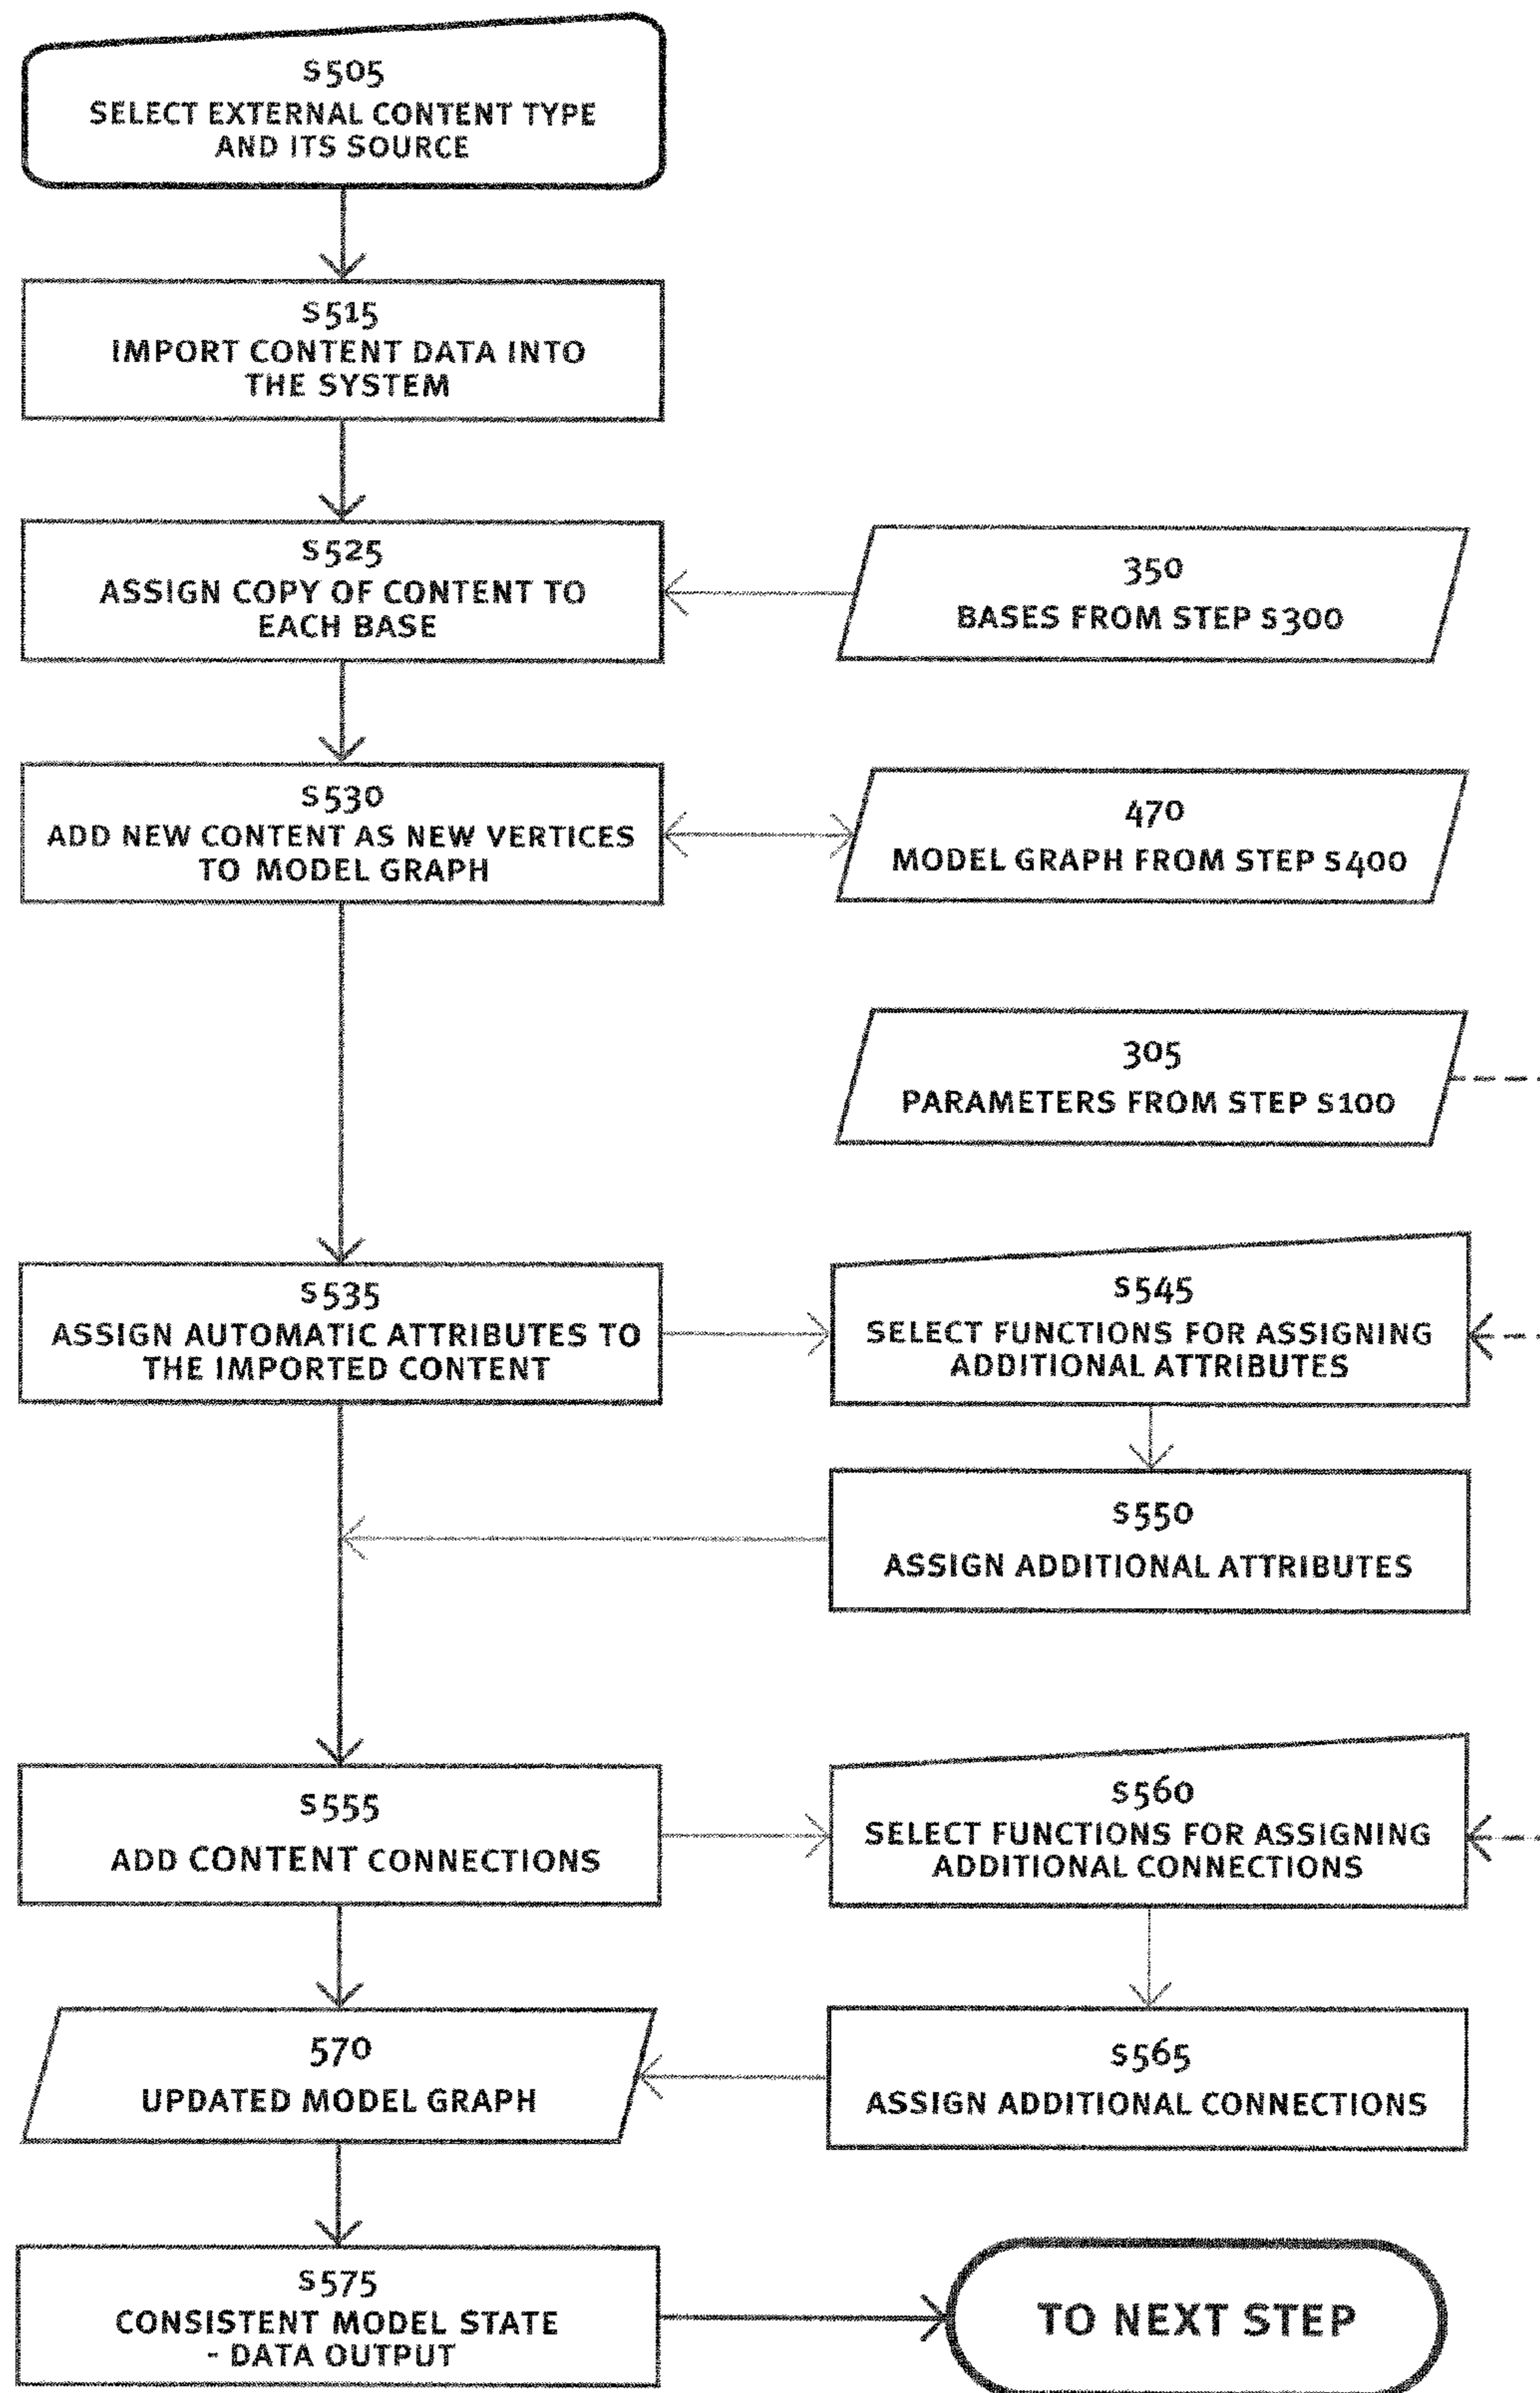 S505
SELECT EXTERNAL CONTENT TYPE
AND ITS SOURCE
S515
IMPORT CONTENT DATA INTO
THE SYSTEM
S525
ASSIGN COPY OF CONTENT TO
EACH BASE
350
BASES FROM STEP S300
S530
ADD NEW CONTENT AS NEW VERTICES
TO MODEL GRAPH
470
MODEL GRAPH FROM STEP S400
305
PARAMETERS FROM STEP S100
S535
ASSIGN AUTOMATIC ATTRIBUTES TO
THE IMPORTED CONTENT
S545
SELECT FUNCTIONS FOR ASSIGNING
ADDITIONAL ATTRIBUTES
S550
ASSIGN ADDITIONAL ATTRIBUTES
S555
ADD CONTENT CONNECTIONS
S560
SELECT FUNCTIONS FOR ASSIGNING
ADDITIONAL CONNECTIONS
570
UPDATED MODEL GRAPH
S565
ASSIGN ADDITIONAL CONNECTIONS
S575
CONSISTENT MODEL STATE
- DATA OUTPUT
TO NEXT STEP